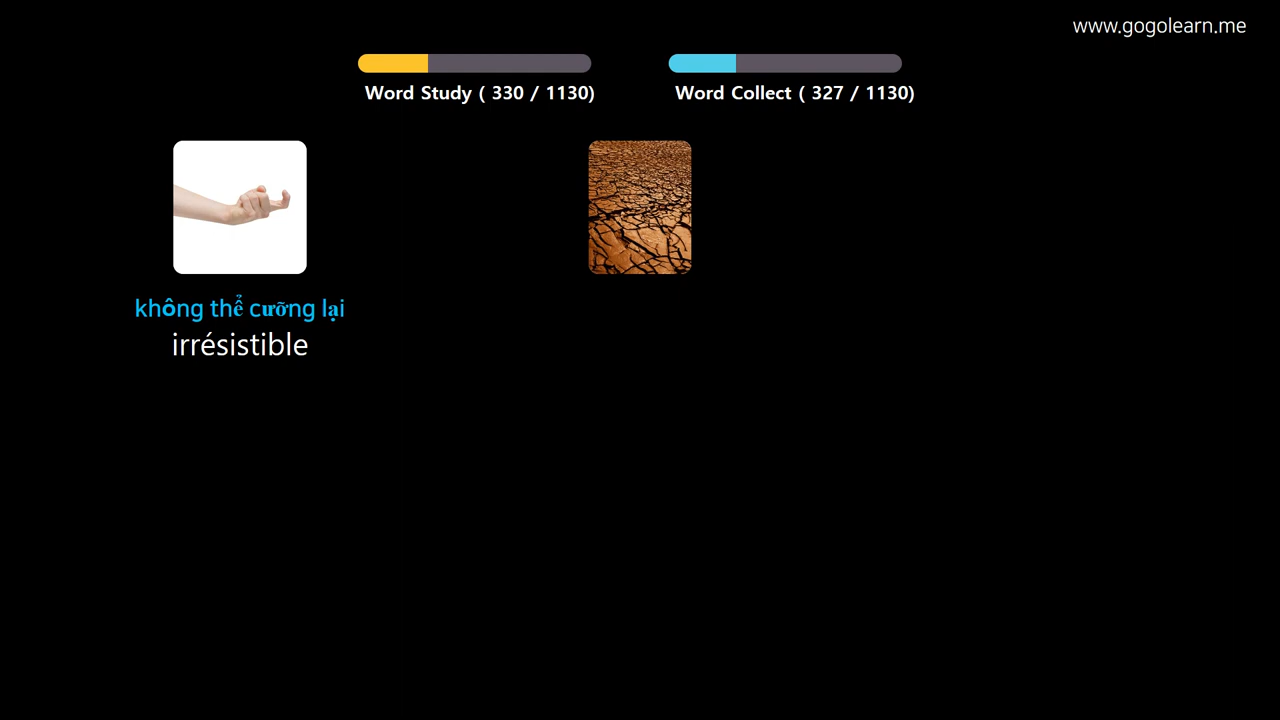 www.gogolearn.me
Word Study ( 330 / 1130)
Word Collect ( 327 / 1130)
không thể cưỡng lại
irrésistible